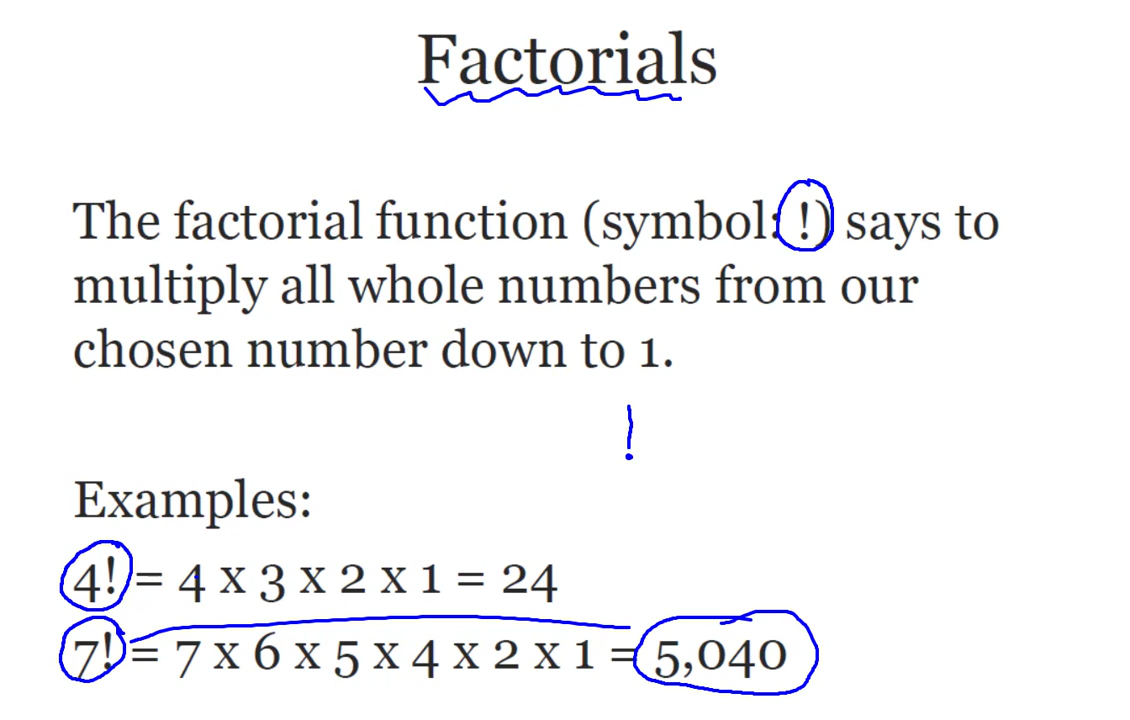 Factorials
The factorial function (symbol: !) says to
multiply all whole numbers from our
chosen number down to 1.
!
Examples:
4! = 4 x 3 x 2 x 1 = 24
7! = 7 x 6 x 5 x 4 x 2 x 1 = 5,040